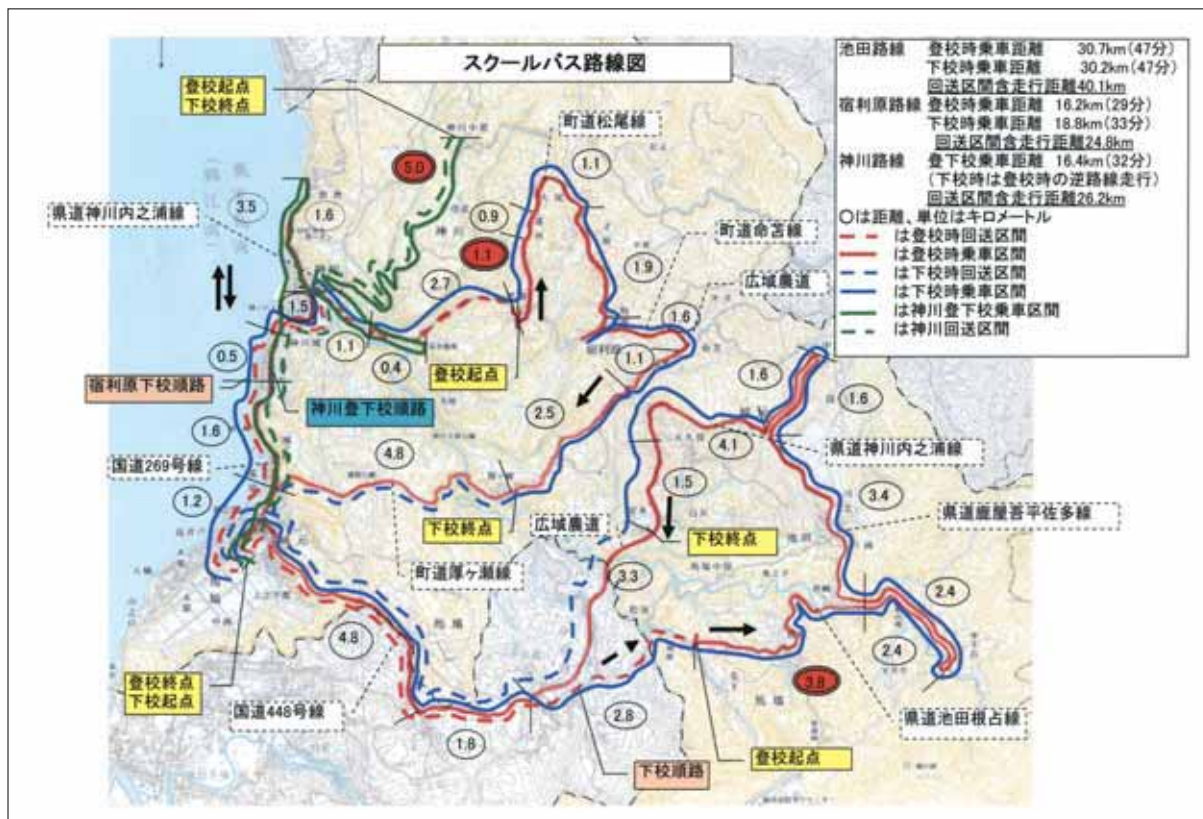 スクールバス路線図
池田路線 登校時乗車距離 30.7km(47分)
下校時乗車距離 30.2km(47分)
回送区間含走行距離40.1km
宿利原路線 登校時乗車距離 16.2km(29分)
下校時乗車距離 18.8km(33分)
回送区間含走行距離24.8km
神川路線 登下校乗車距離 16.4km(32分)
(下校時は登校時の逆路線走行)
回送区間含走行距離26.2km
○は距離、単位はキロメートル
は登校時回送区間
は登校時乗車区間
は下校時回送区間
は下校時乗車区間
は神川登下校乗車区間
は神川回送区間
登校起点
下校終点
町道松尾線
1.1
5.0
県道神川内之浦線
3.5
1.6
0.9
1.1
町道命苫線
1.9
広域農道
2.7
1.5
1.6
1.1
0.4
1.1
0.5
登校起点
宿利原
1.6
1.6
宿利原下校順路
神川登下校順路
2.5
4.1
県道神川内之浦線
1.6
4.8
国道269号線
1.5
3.4
1.2
下校終点
広域農道
下校終点
県道鹿屋吾平佐多線
町道厚ヶ瀬線
3.3
2.4
4.8
2.4
登校終点
下校起点
3.8
国道448号線
2.8
県道池田根占線
1.8
登校起点
下校順路